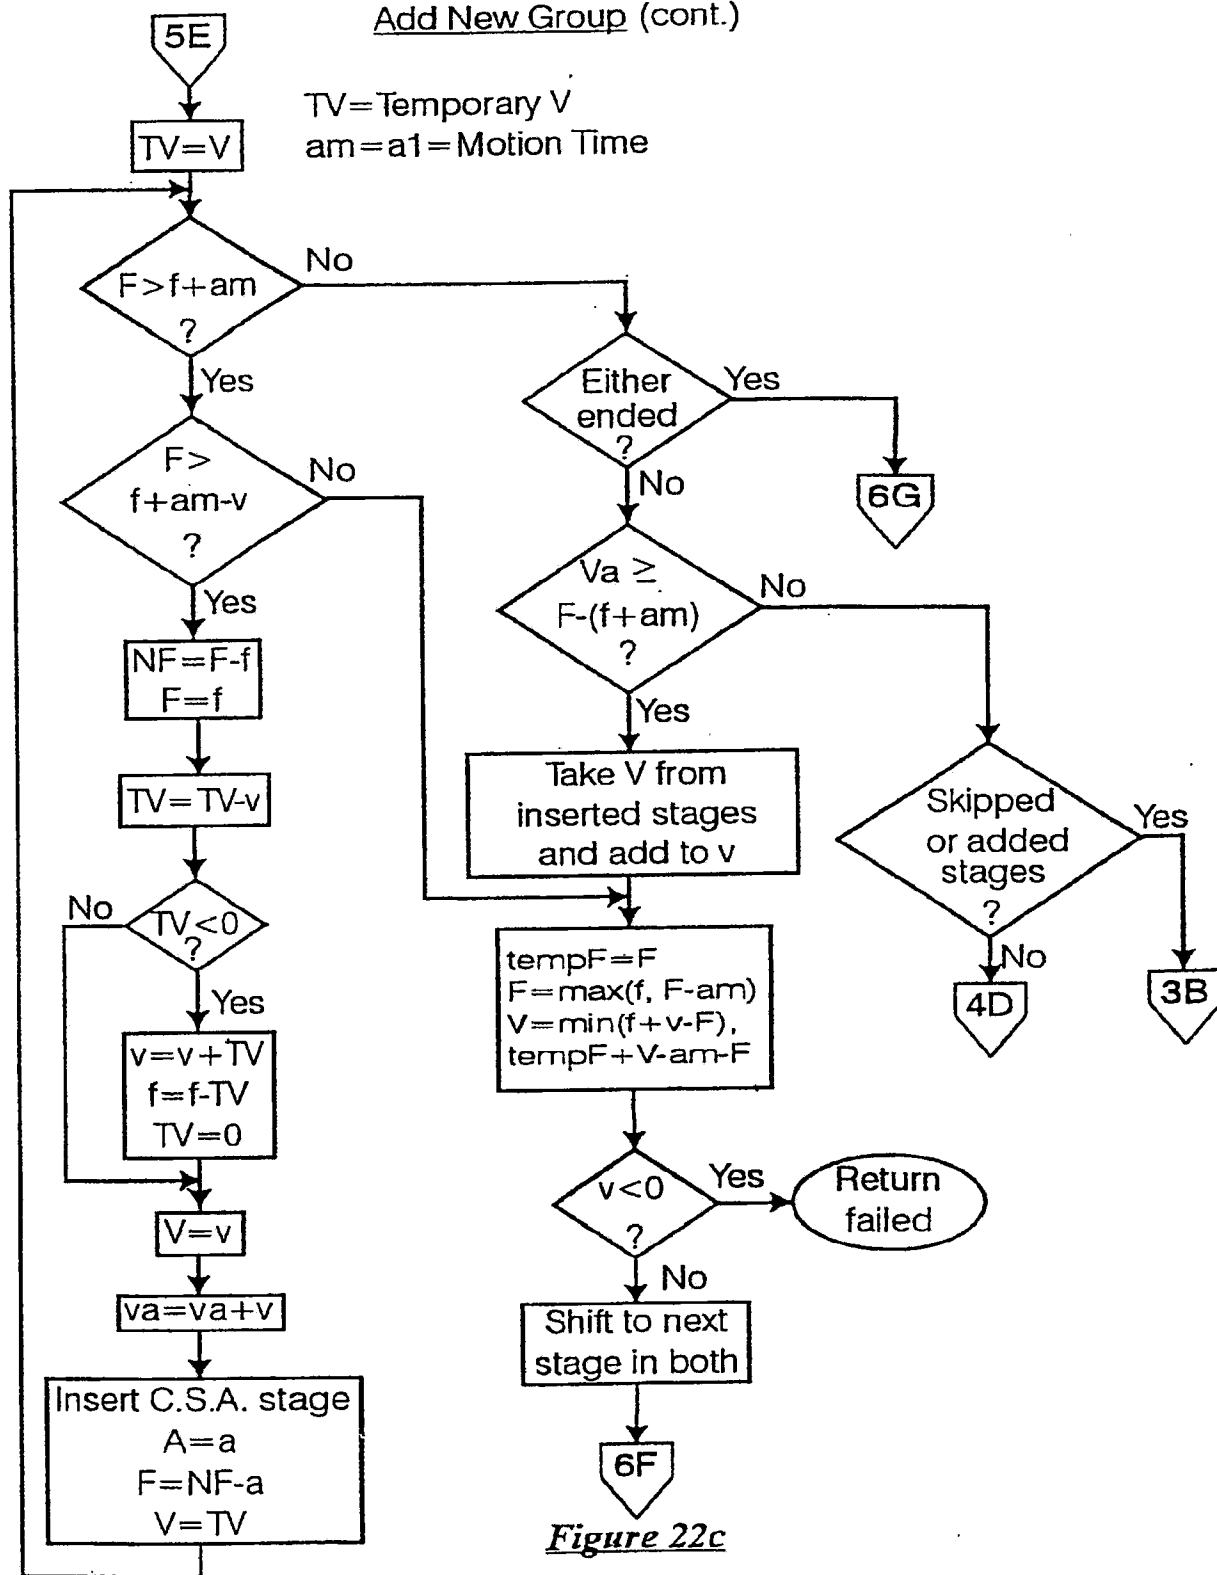 Add New Group (cont.)
5E
TV=Temporary V
am=a1=Motion Time
TV=V
F>f+am
?
No
Yes
Either
ended
?
Yes
No
6G
F>
f+am-v
?
No
Yes
Va ≥
F-(f+am)
?
No
Yes
NF=F-f
F=f
TV=TV-v
Take V from
inserted stages
and add to v
Skipped
or added
stages
?
Yes
No
4D
3B
TV<0
?
No
Yes
tempF=F
F=max(f, F-am)
V=min(f+v-F),
tempF+V-am-F
v=v+TV
f=f-TV
TV=0
v<0
?
Yes
No
Return
failed
V=v
va=va+v
Shift to next
stage in both
Insert C.S.A. stage
A=a
F=NF-a
V=TV
6F
Figure 22c